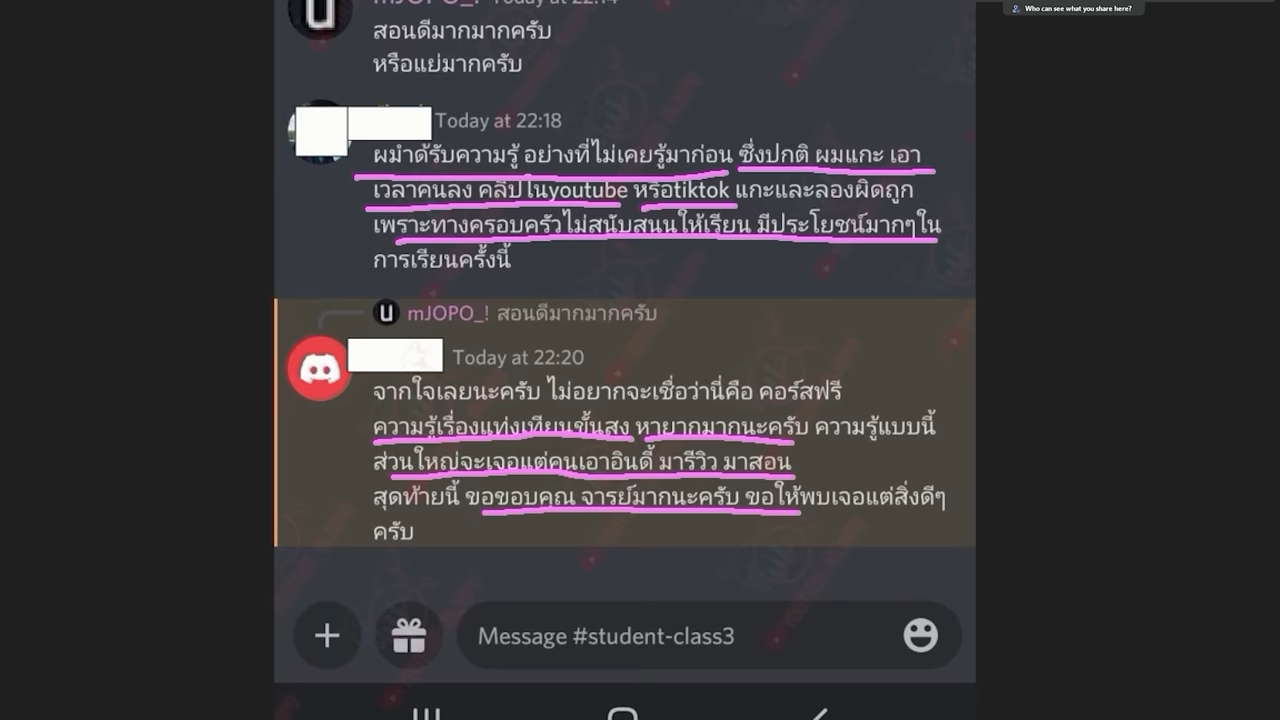 Who can see what you share here?
mJOPO_! Today at 22:14
สอนดีมากมากครับ
หรือแย่มากครับ
Today at 22:18
ผมำด้รับความรู้ อย่างที่ไม่เคยรู้มาก่อน ซึ่งปกติ ผมแกะ เอา
เวลาคนลง คลิปในyoutube หรือtiktok แกะและลองผิดถูก
เพราะทางครอบครัวไม่สนับสนนให้เรียน มีประโยชน์มากๆใน
การเรียนครั้งนี้
mJOPO_! สอนดีมากมากครับ
Today at 22:20
จากใจเลยนะครับ ไม่อยากจะเชื่อว่านี่คือ คอร์สฟรี
ความรู้เรื่องแท่งเทียนขั้นสง หายากมากนะครับ ความรู้แบบนี้
ส่วนใหญ่จะเจอแต่คนเอาอินดี้ มารีวิว มาสอน
สุดท้ายนี้ ขอขอบคุณ จารย์มากนะครับ ขอให้พบเจอแต่สิ่งดีๆ
ครับ
Message #student-class3